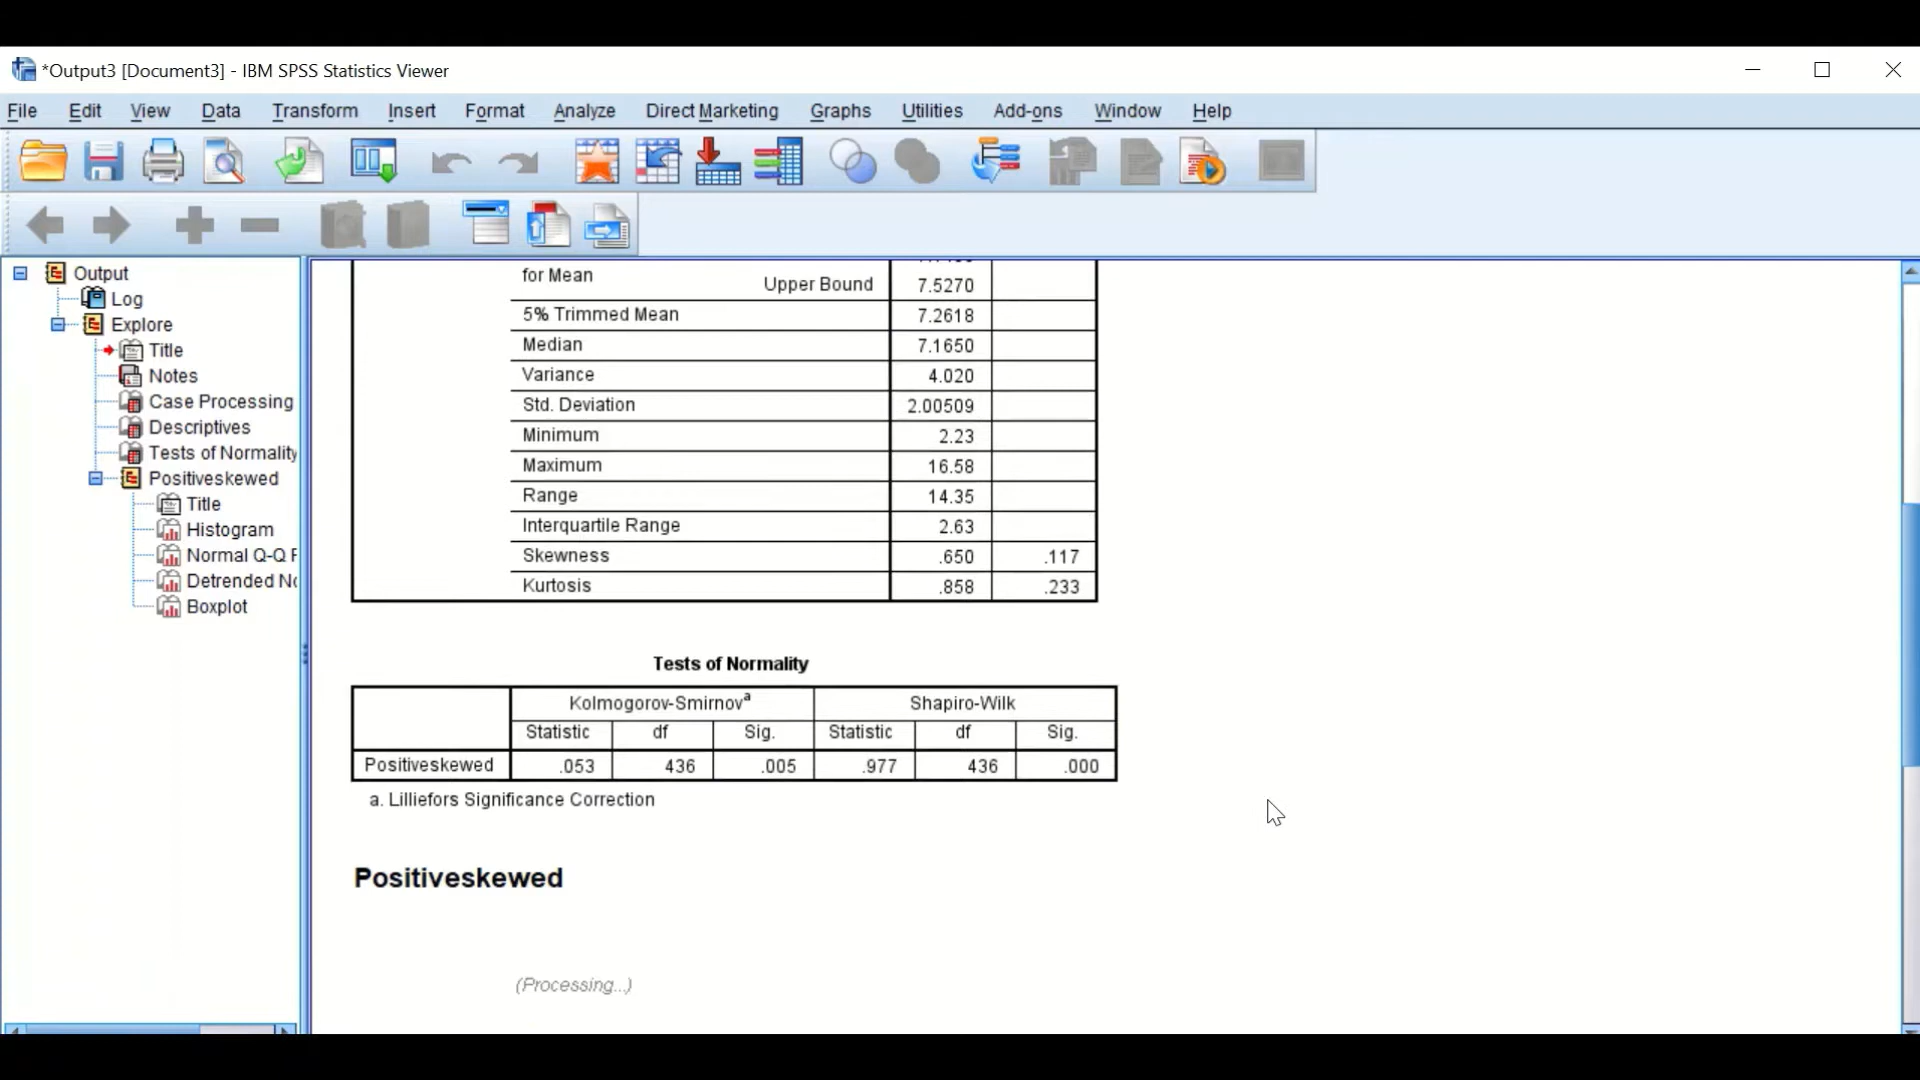 *Output3 [Document3] - IBM SPSS Statistics Viewer
File Edit View Data Transform Insert Format Analyze Direct Marketing Graphs Utilities Add-ons Window Help
Output
Log
Explore
Title
Notes
Case Processing
Descriptives
Tests of Normality
Positiveskewed
Title
Histogram
Normal Q-Q
Detrended
Boxplot
for Mean Upper Bound 7.5270
5% Trimmed Mean 7.2618
Median 7.1650
Variance 4.020
Std. Deviation 2.00509
Minimum 2.23
Maximum 16.58
Range 14.35
Interquartile Range 2.63
Skewness .650 .117
Kurtosis .858 .233
Tests of Normality
Kolmogorov-Smirnov a Shapiro-Wilk
Statistic df Sig. Statistic df Sig.
Positiveskewed .053 436 .005 .977 436 .000
a. Lilliefors Significance Correction
Positiveskewed
(Processing...)